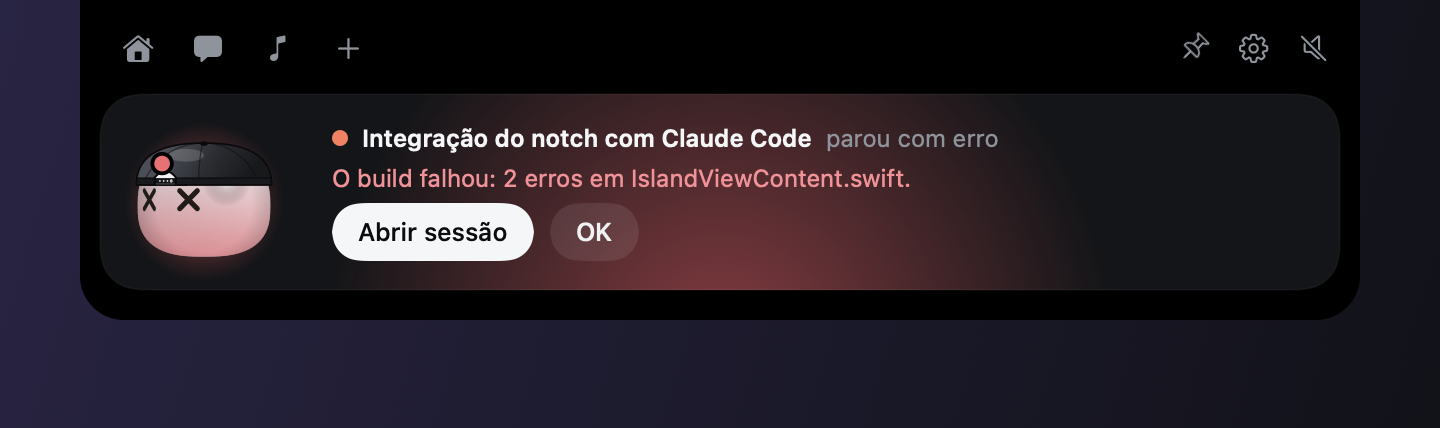 Integração do notch com Claude Code parou com erro
O build falhou: 2 erros em IslandViewContent.swift.
Abrir sessão OK